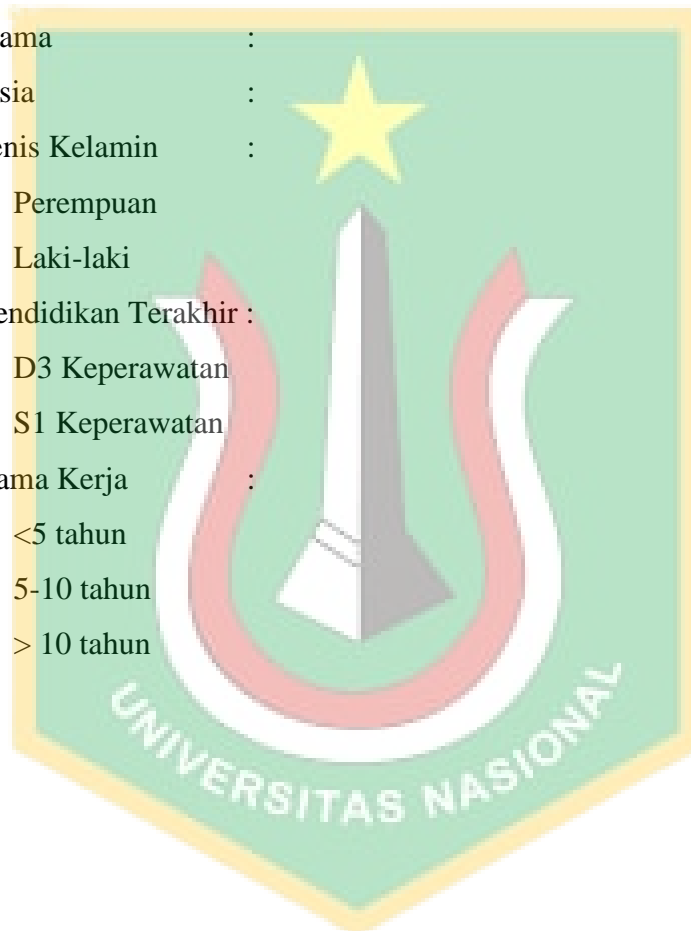 ama :
sia :
enis Kelamin :
Perempuan
Laki-laki
endidikan Terakhir :
D3 Keperawatan
S1 Keperawatan
ama Kerja :
<5 tahun
5-10 tahun
> 10 tahun
UNIVERSITAS NASIONAL